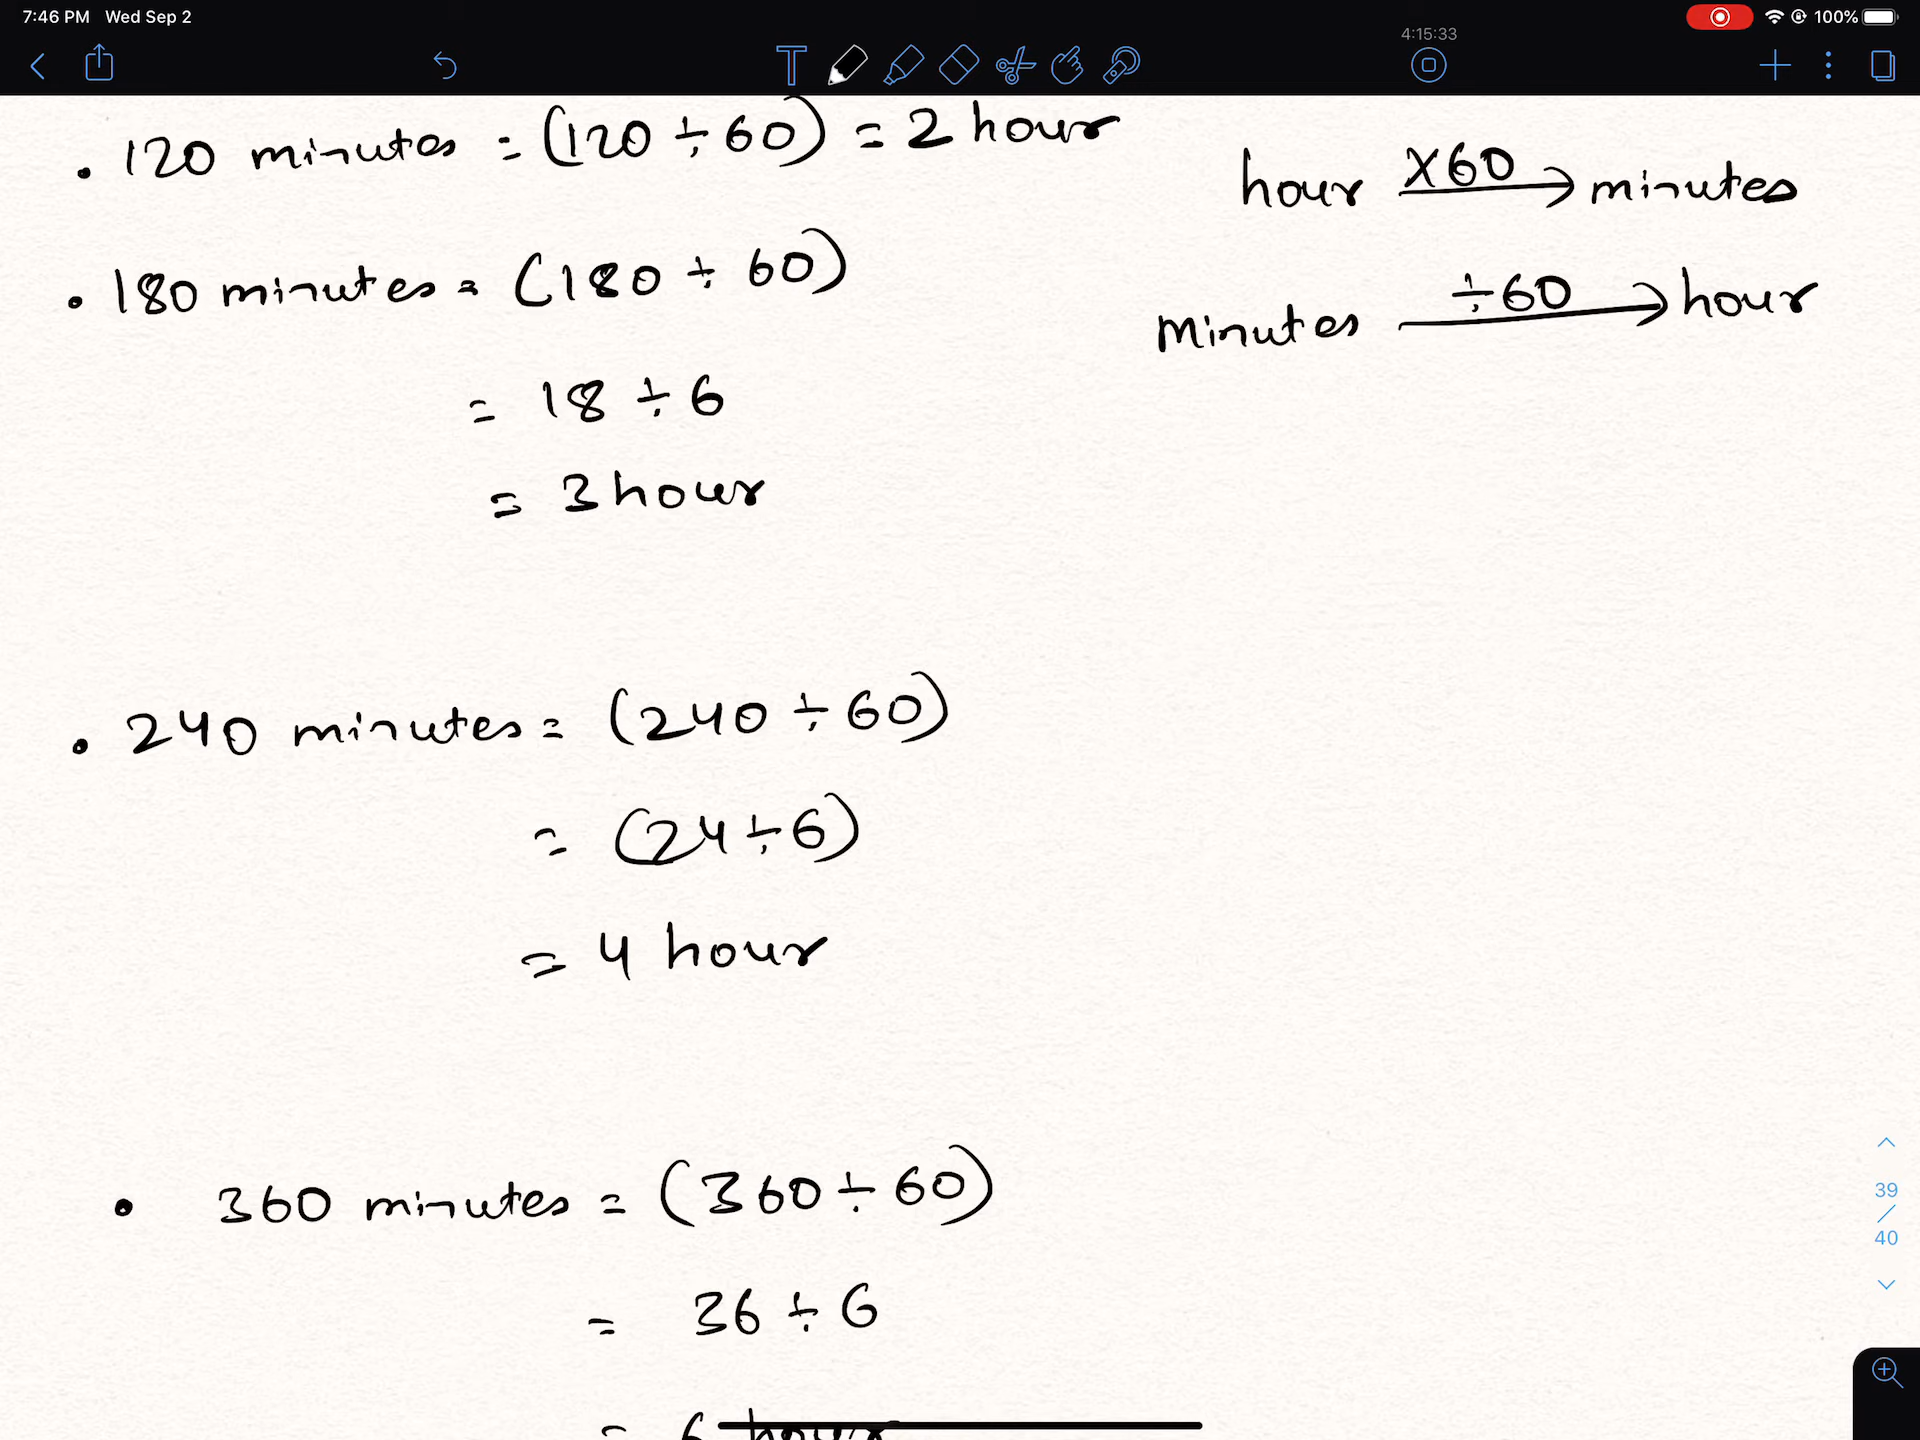 7:46 PM Wed Sep 2
100%
4:15:33
. 120 minutes = (120 ÷ 60) = 2 hour
hour X60 → minutes
• 180 minutes = (180 ÷ 60)
minutes ÷60 → hour
= 18 ÷ 6
= 3 hour
• 240 minutes = (240 ÷ 60)
= (24 ÷ 6)
= 4 hour
• 360 minutes = (360 ÷ 60)
= 36 ÷ 6
= 6 hour
39
/
40